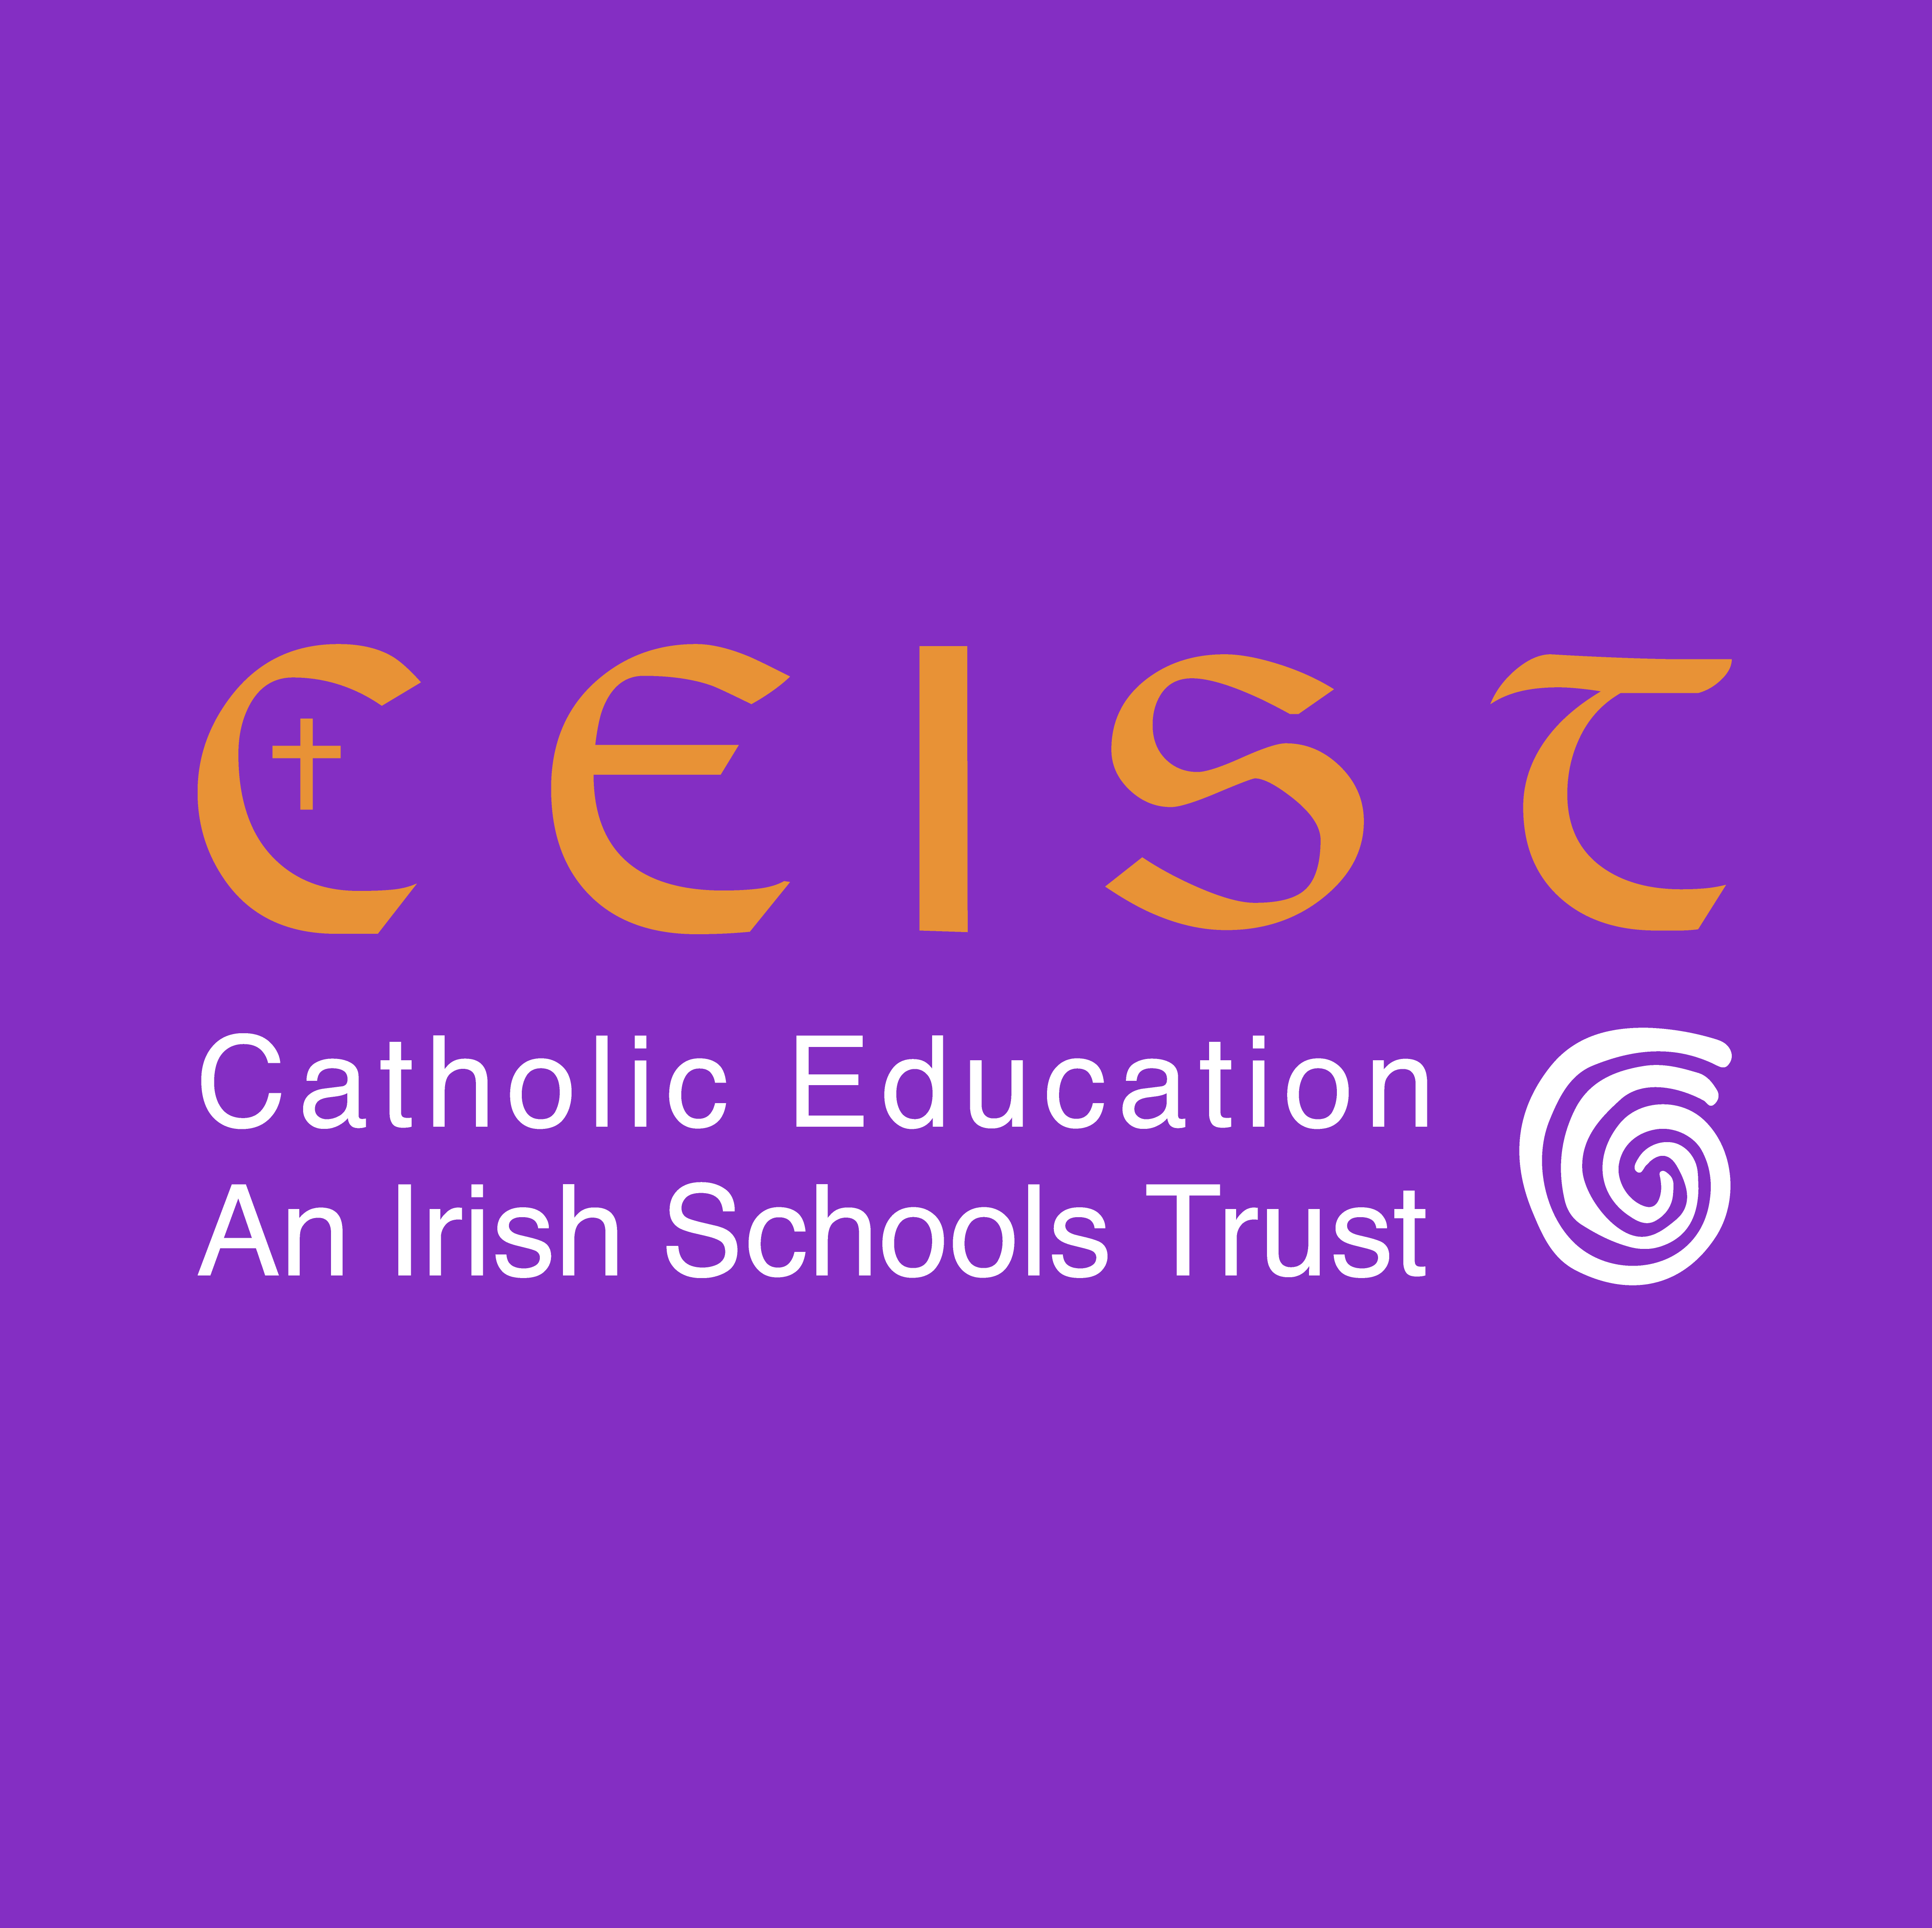 CEIST
Catholic Education
An Irish Schools Trust